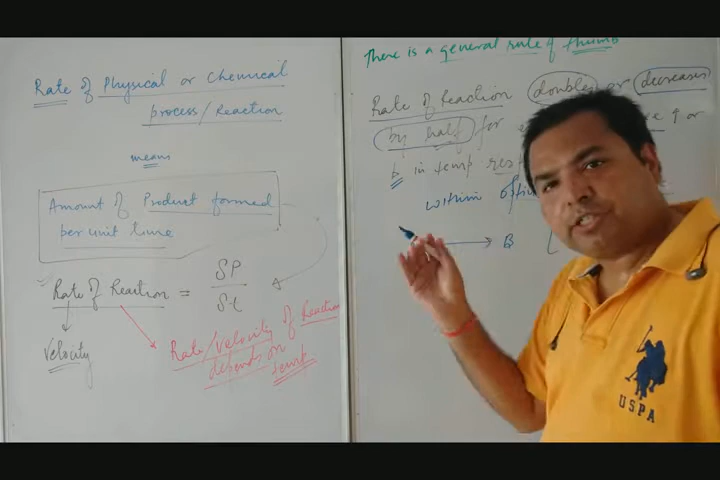 Rate of Physical or Chemical
process/Reaction
means
Amount of Product formed
per unit time
Rate of Reaction = δP
δt
Velocity
Rate/Velocity of Reaction
depends on
temp
There is a general rule of thumb
Rate of Reaction doubles or decreases
by half for
↑ or
in temp
within
→ B
USPA